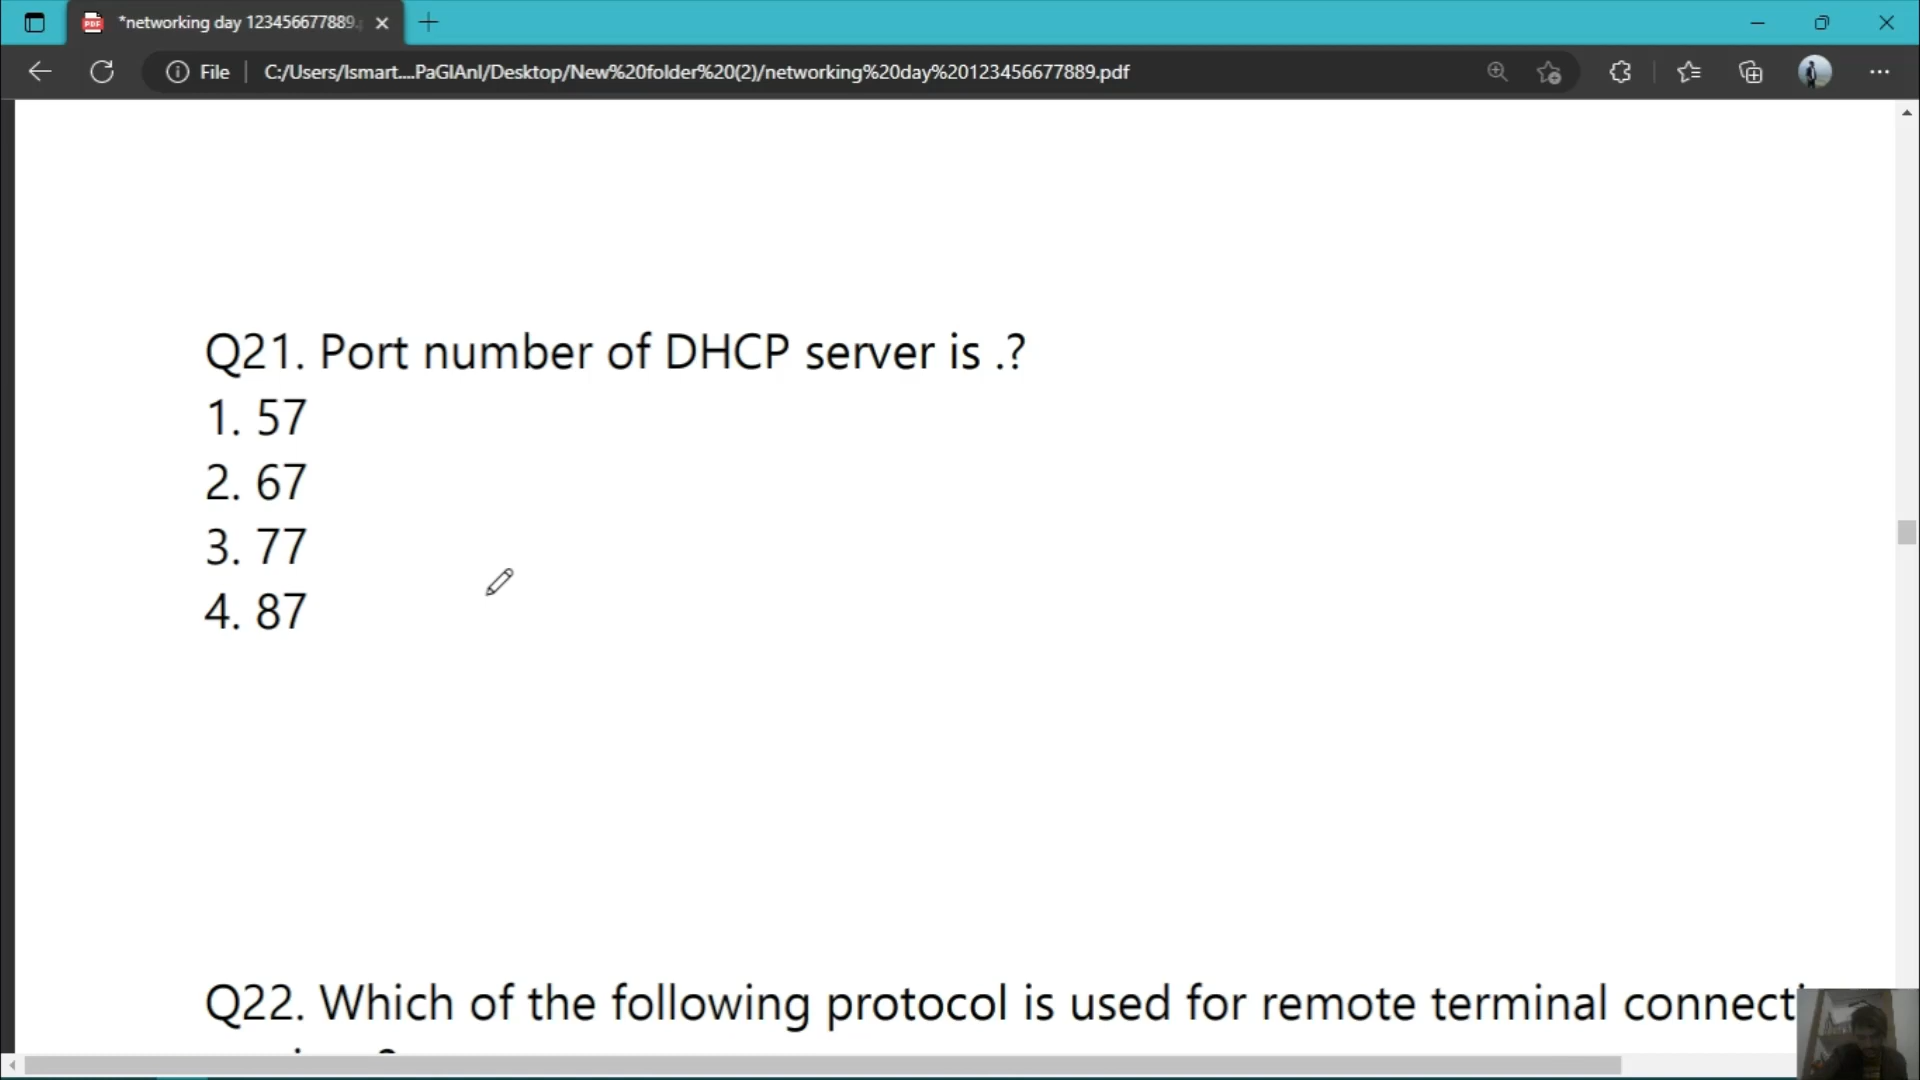 *networking day 123456677889.
File
C:/Users/Ismart....PaGlAnI/Desktop/New%20folder%20(2)/networking%20day%20123456677889.pdf
Q21. Port number of DHCP server is .?
1. 57
2. 67
3. 77
4. 87
Q22. Which of the following protocol is used for remote terminal connecti